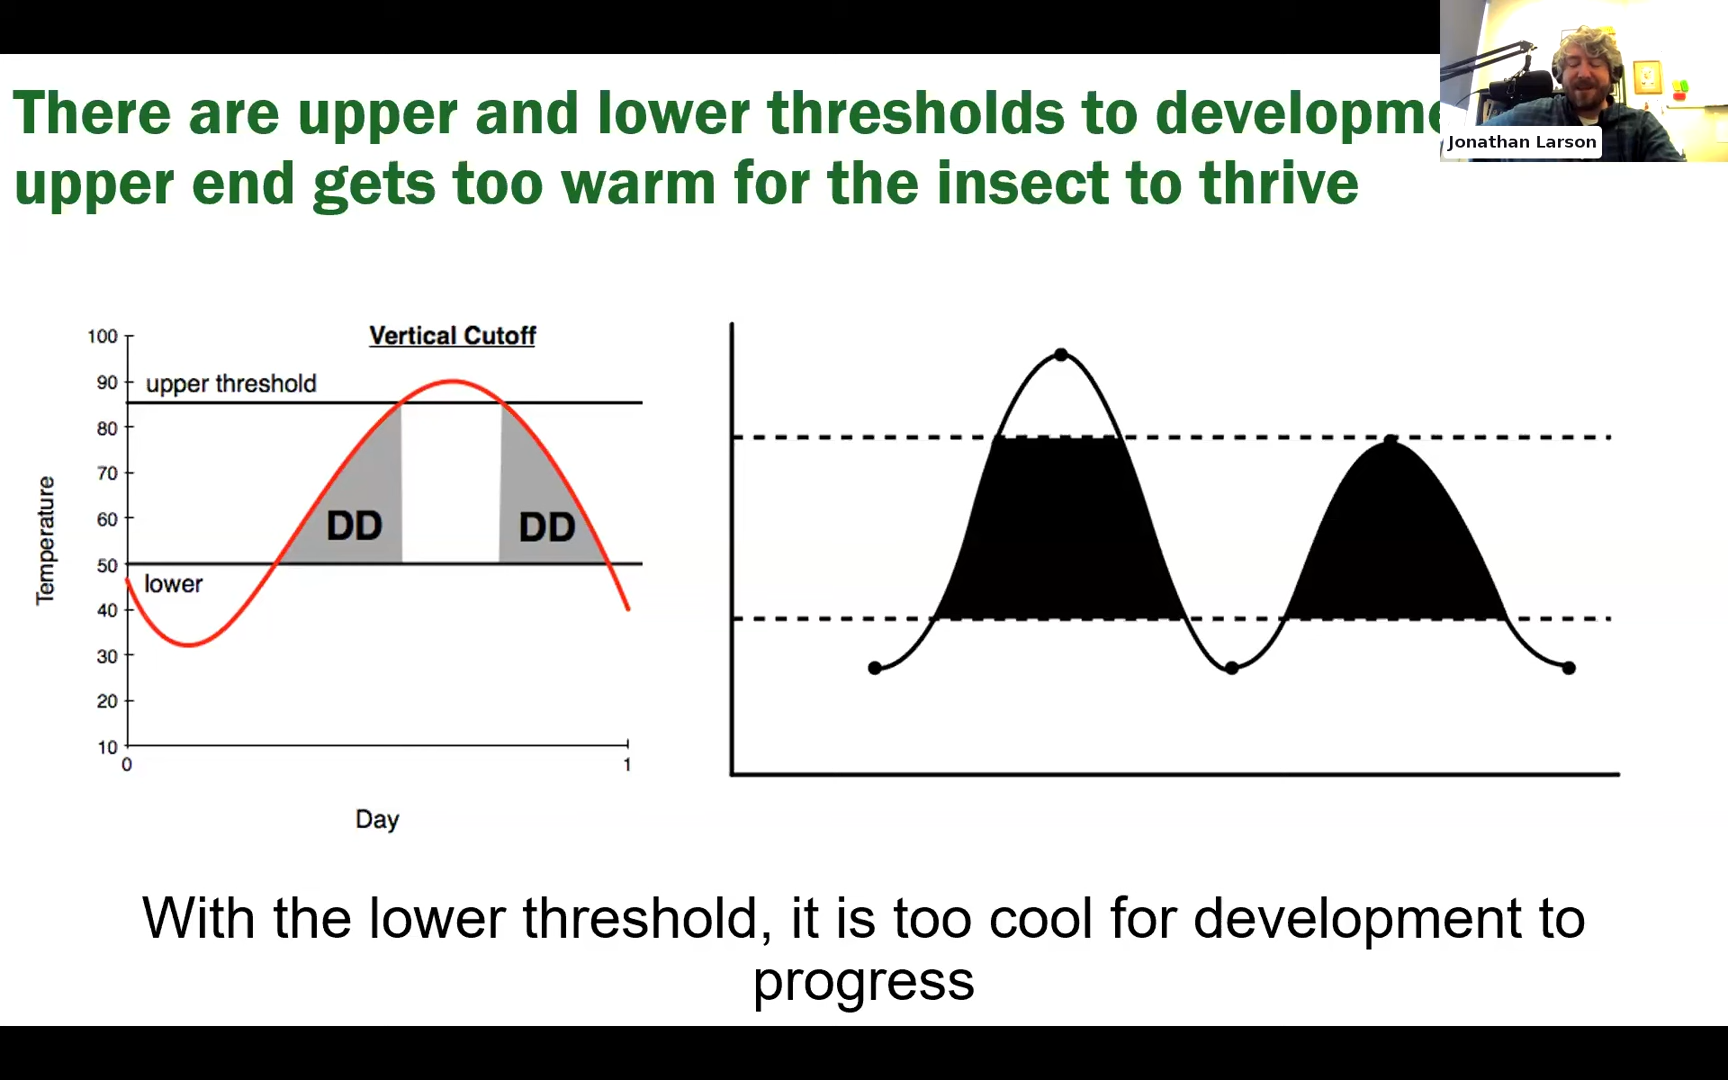 There are upper and lower thresholds to developme
Jonathan Larson
upper end gets too warm for the insect to thrive
Vertical Cutoff
100
90
80
70
60
50
40
30
20
10
upper threshold
DD DD
lower
Temperature
0 1
Day
With the lower threshold, it is too cool for development to
progress